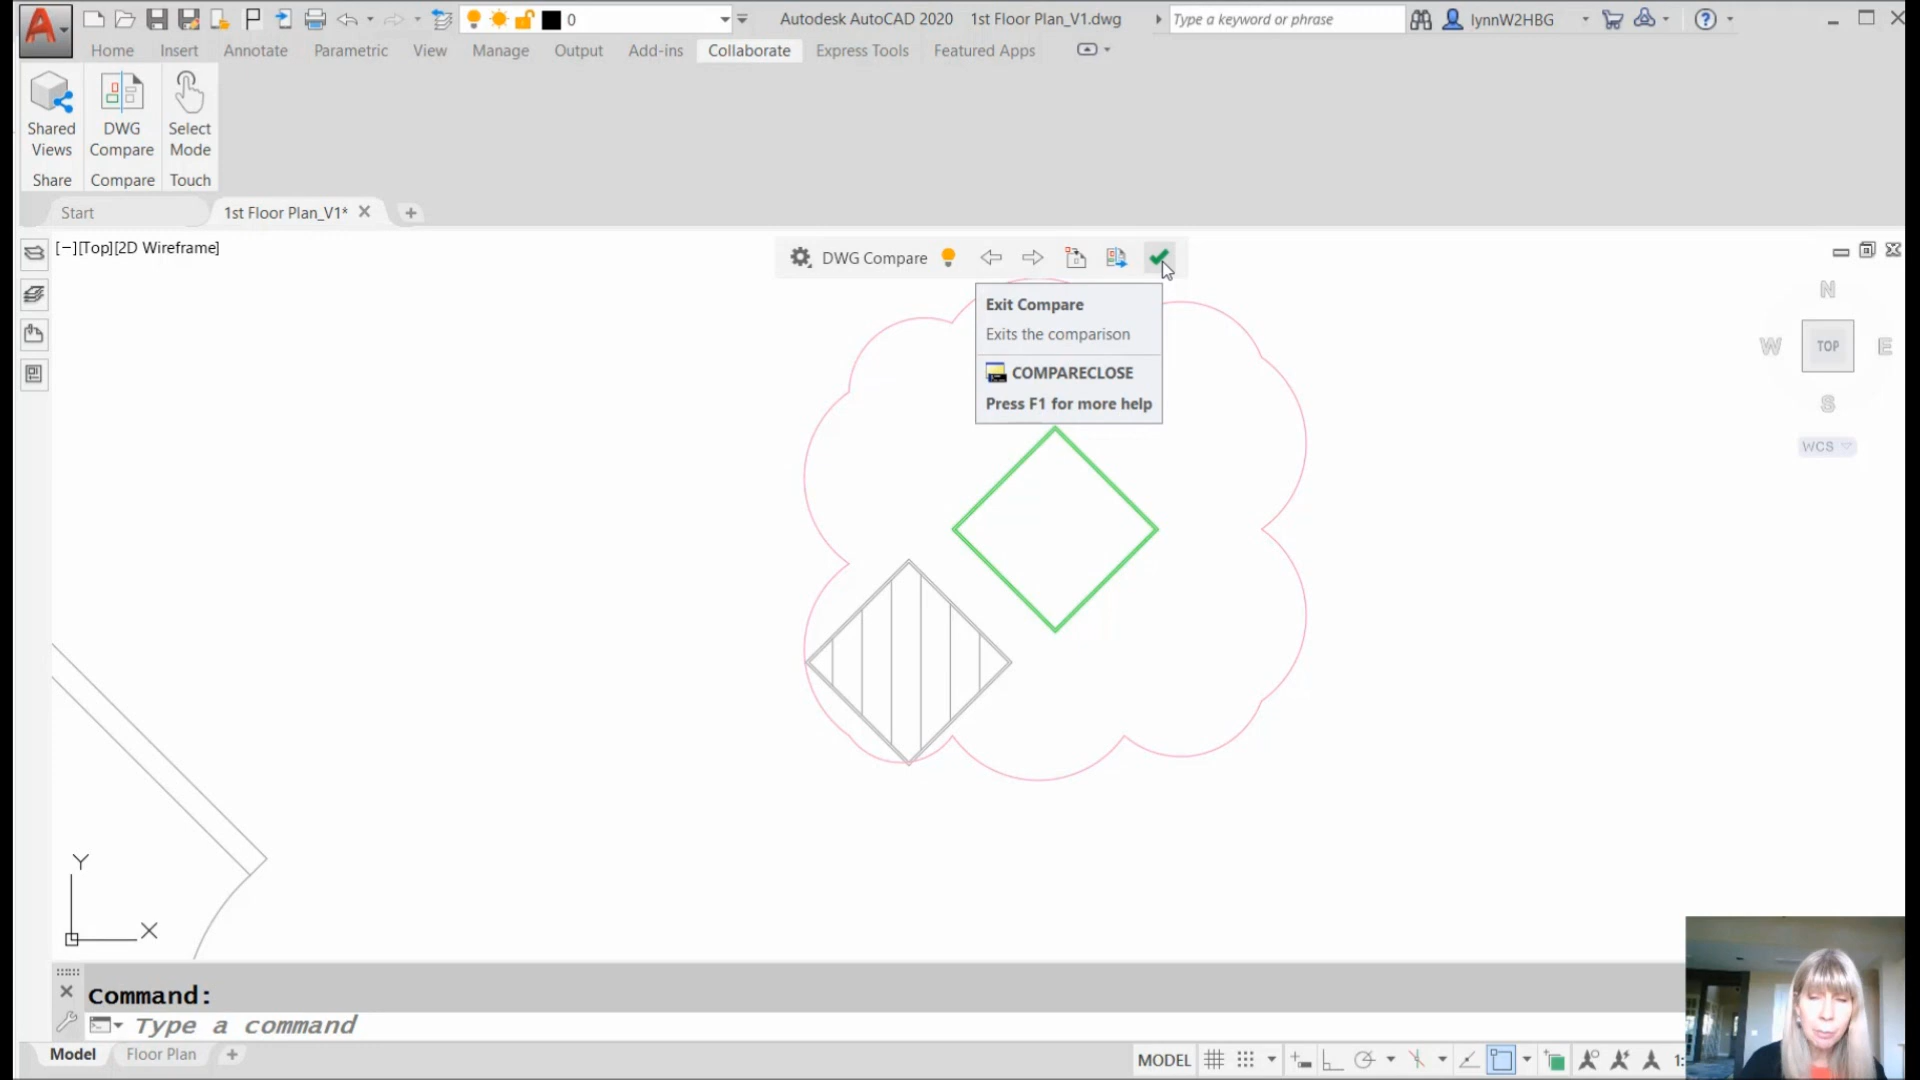 0
Autodesk AutoCAD 2020 1st Floor Plan_V1.dwg
Type a keyword or phrase
lynnW2HBG
Home Insert Annotate Parametric View Manage Output Add-ins Collaborate Express Tools Featured Apps
Shared Views
DWG Compare
Select Mode
Share Compare Touch
Start
1st Floor Plan_V1*
[−][Top][2D Wireframe]
DWG Compare
Exit Compare
Exits the comparison
COMPARECLOSE
Press F1 for more help
N
W TOP E
S
WCS
Y
X
Command:
Type a command
Model Floor Plan
MODEL
1: